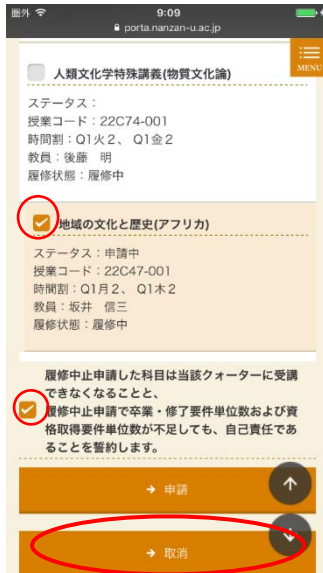 圏外 9:09
porta.nanzan-u.ac.jp
MENU
人類文化学特殊講義(物質文化論)
ステータス：
授業コード：22C74-001
時間割：Q1火２、 Q1金２
教員：後藤　明
履修状態：履修中
地域の文化と歴史(アフリカ)
ステータス：申請中
授業コード：22C47-001
時間割：Q1月２、 Q1木２
教員：坂井　信三
履修状態：履修中
履修中止申請した科目は当該クォーターに受講
できなくなることと、
履修中止申請で卒業・修了要件単位数および資
格取得要件単位数が不足しても、自己責任であ
ることを誓約します。
申請
取消